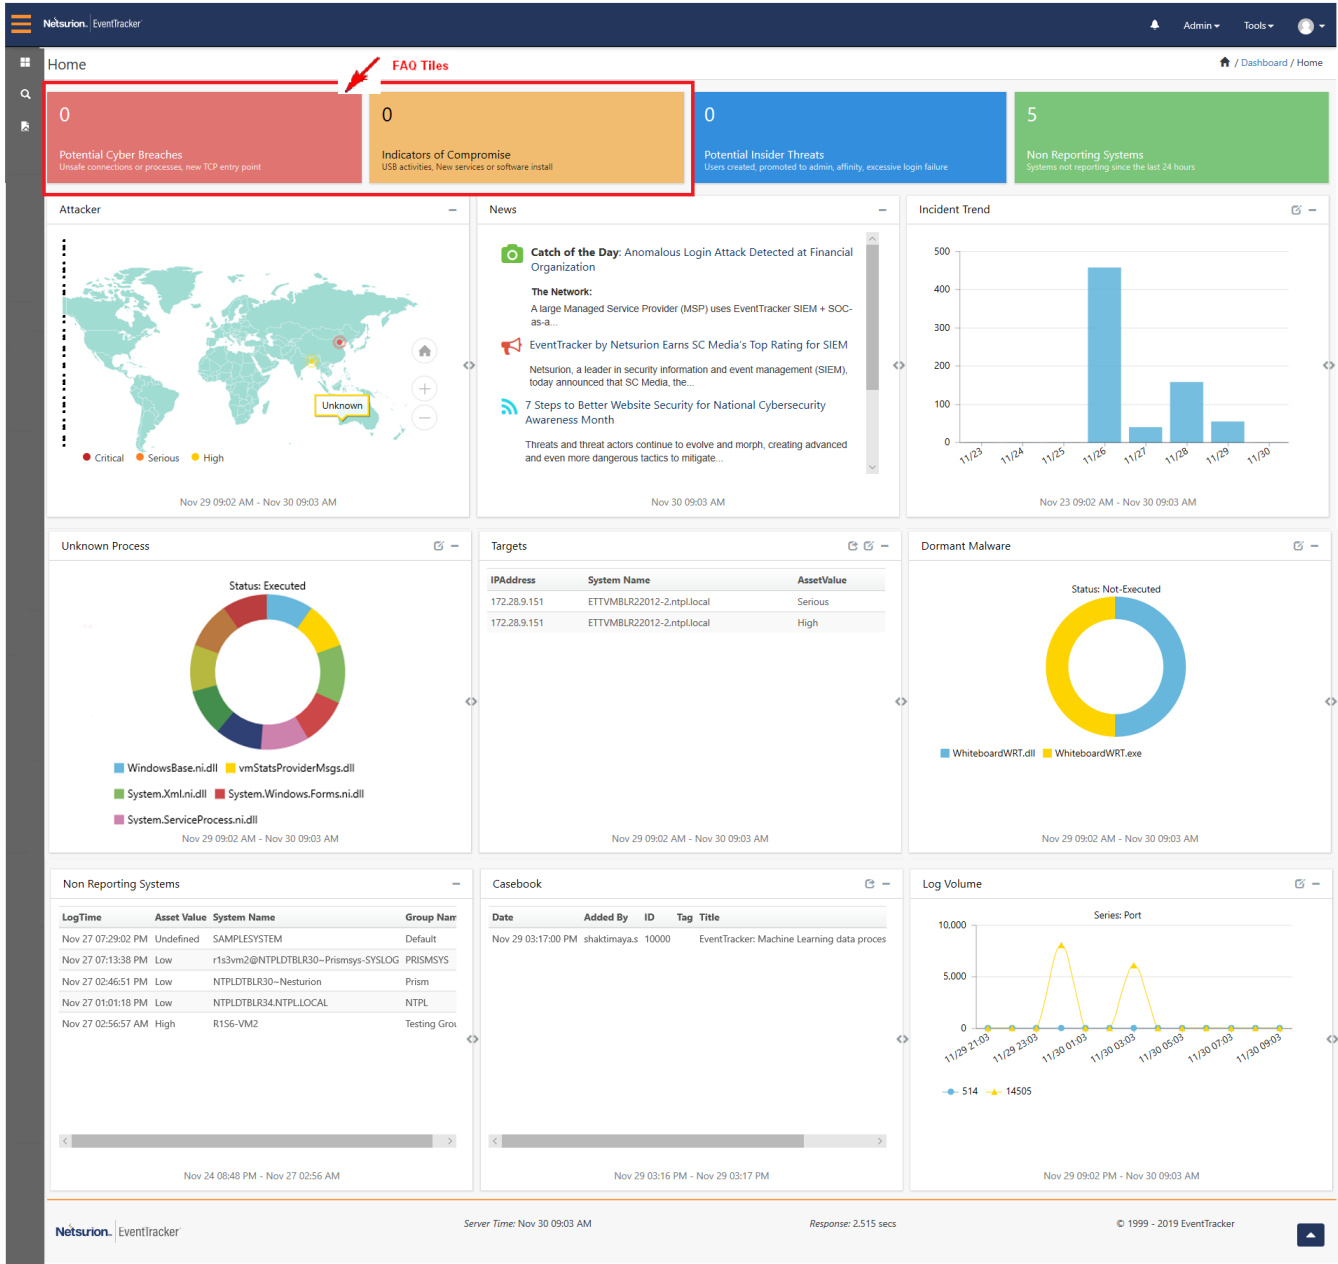 Netsurion. EventTracker
Admin
Tools
Home
FAQ Tiles
/ Dashboard / Home
0
Potential Cyber Breaches
Unsafe connections or processes, new TCP entry point
0
Indicators of Compromise
USB activities, New services or software install
0
Potential Insider Threats
Users created, promoted to admin, affinity, excessive login failure
5
Non Reporting Systems
Systems not reporting since the last 24 hours
Attacker
Unknown
Critical Serious High
Nov 29 09:02 AM - Nov 30 09:03 AM
News
Catch of the Day: Anomalous Login Attack Detected at Financial
Organization
The Network:
A large Managed Service Provider (MSP) uses EventTracker SIEM + SOC-
as-a...
EventTracker by Netsurion Earns SC Media's Top Rating for SIEM
Netsurion, a leader in security information and event management (SIEM),
today announced that SC Media, the...
7 Steps to Better Website Security for National Cybersecurity
Awareness Month
Threats and threat actors continue to evolve and morph, creating advanced
and even more dangerous tactics to mitigate...
Nov 30 09:03 AM
Incident Trend
500
400
300
200
100
0
11/23 11/24 11/25 11/26 11/27 11/28 11/29 11/30
Nov 23 09:02 AM - Nov 30 09:03 AM
Unknown Process
Status: Executed
WindowsBase.ni.dll vmStatsProviderMsgs.dll
System.Xml.ni.dll System.Windows.Forms.ni.dll
System.ServiceProcess.ni.dll
Nov 29 09:02 AM - Nov 30 09:03 AM
Targets
IPAddress System Name AssetValue
172.28.9.151 ETTVMBLR22012-2.ntpl.local Serious
172.28.9.151 ETTVMBLR22012-2.ntpl.local High
Nov 29 09:02 AM - Nov 30 09:03 AM
Dormant Malware
Status: Not-Executed
WhiteboardWRT.dll WhiteboardWRT.exe
Nov 29 09:02 AM - Nov 30 09:03 AM
Non Reporting Systems
LogTime Asset Value System Name Group Nam
Nov 27 07:29:02 PM Undefined SAMPLESYSTEM Default
Nov 27 07:13:38 PM Low r1s3vm2@NTPLDTBLR30~Prismsys-SYSLOG PRISMSYS
Nov 27 02:46:51 PM Low NTPLDTBLR30~Nesturion Prism
Nov 27 01:01:18 PM Low NTPLDTBLR34.NTPL.LOCAL NTPL
Nov 27 02:56:57 AM High R1S6-VM2 Testing Grou
Nov 24 08:48 PM - Nov 27 02:56 AM
Casebook
Date Added By ID Tag Title
Nov 29 03:17:00 PM shaktimaya.s 10000 EventTracker: Machine Learning data proces
Nov 29 03:16 PM - Nov 29 03:17 PM
Log Volume
Series: Port
10,000
5,000
0
11/29 21:03 11/29 23:03 11/30 01:03 11/30 03:03 11/30 05:03 11/30 07:03 11/30 09:03
514 14505
Nov 29 09:02 PM - Nov 30 09:03 AM
Netsurion. EventTracker
Server Time: Nov 30 09:03 AM
Response: 2.515 secs
© 1999 - 2019 EventTracker